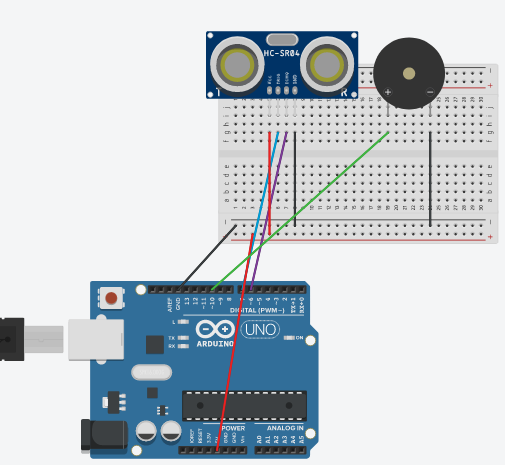 HC-SR04
Vcc
Trig
Echo
GND
T R
+ −
− +
j
i
h
g
f
e
d
c
b
a
− +
AREF
GND
13
12
~11
~10
~9
8
7
~6
~5
4
~3
2
TX→1
RX←0
DIGITAL (PWM~)
L
TX
RX
UNO
ARDUINO
ON
IOREF
RESET
3.3V
5V
GND
GND
Vin
POWER
ANALOG IN
A0
A1
A2
A3
A4
A5